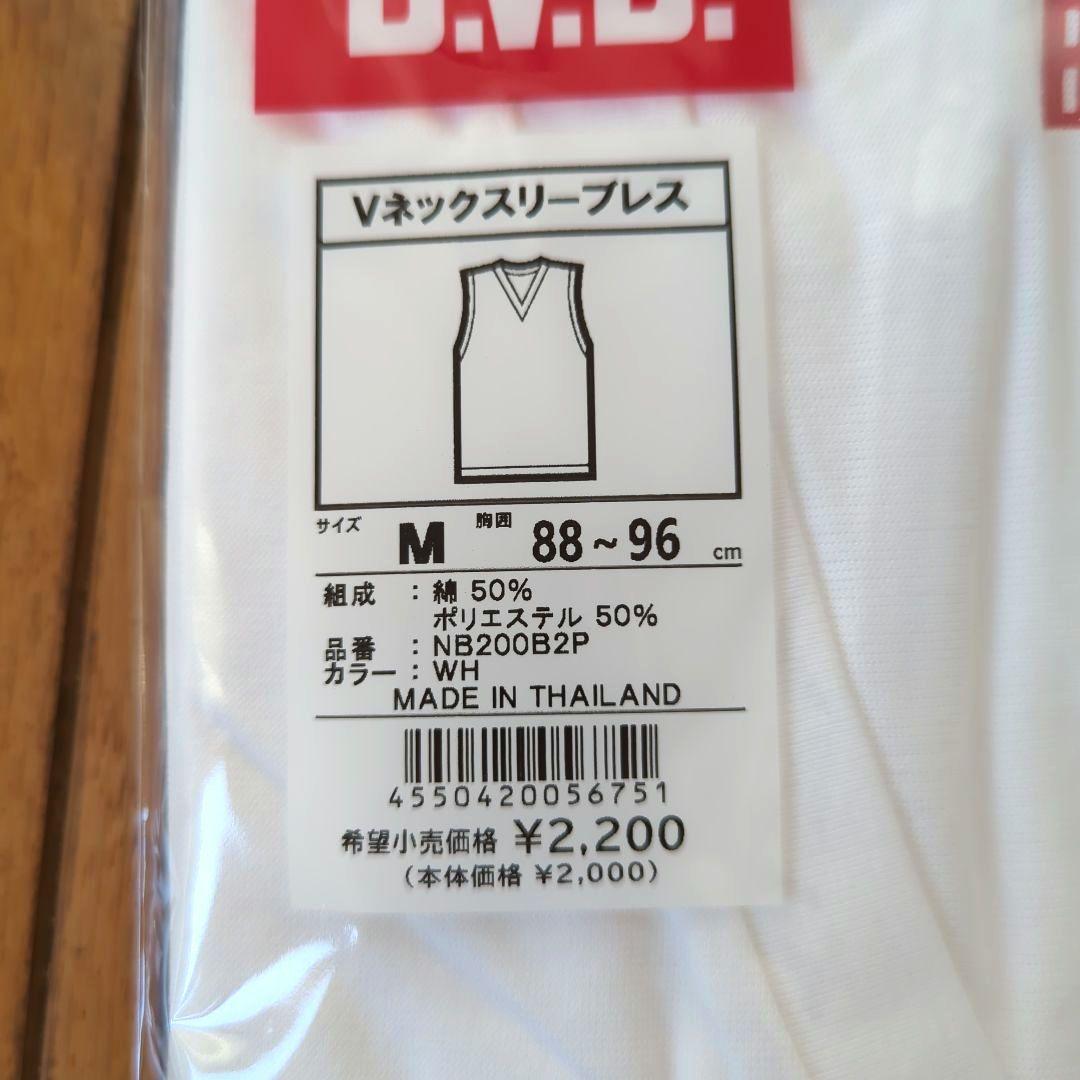 B.V.D.
Vネックスリーブレス
サイズ M 胸囲 88~96 cm
組成 : 綿 50%
ポリエステル 50%
品番 : NB200B2P
カラー : WH
MADE IN THAILAND
4550420056751
希望小売価格 ¥2,200
(本体価格 ¥2,000)